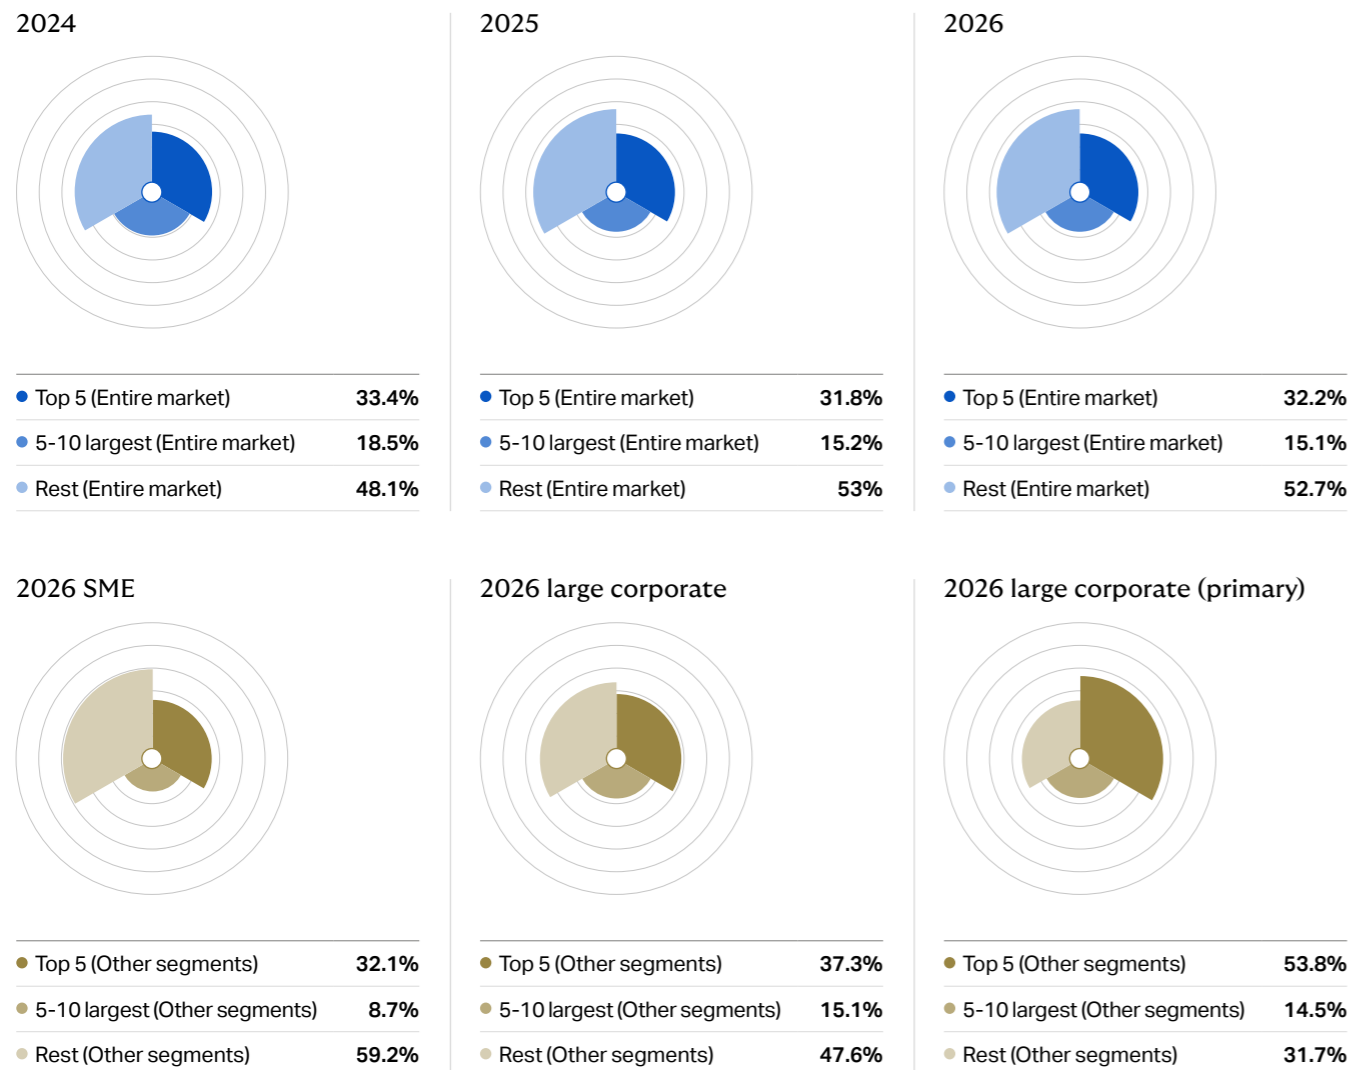 2024
Top 5 (Entire market) 33.4%
5-10 largest (Entire market) 18.5%
Rest (Entire market) 48.1%
2025
Top 5 (Entire market) 31.8%
5-10 largest (Entire market) 15.2%
Rest (Entire market) 53%
2026
Top 5 (Entire market) 32.2%
5-10 largest (Entire market) 15.1%
Rest (Entire market) 52.7%
2026 SME
Top 5 (Other segments) 32.1%
5-10 largest (Other segments) 8.7%
Rest (Other segments) 59.2%
2026 large corporate
Top 5 (Other segments) 37.3%
5-10 largest (Other segments) 15.1%
Rest (Other segments) 47.6%
2026 large corporate (primary)
Top 5 (Other segments) 53.8%
5-10 largest (Other segments) 14.5%
Rest (Other segments) 31.7%